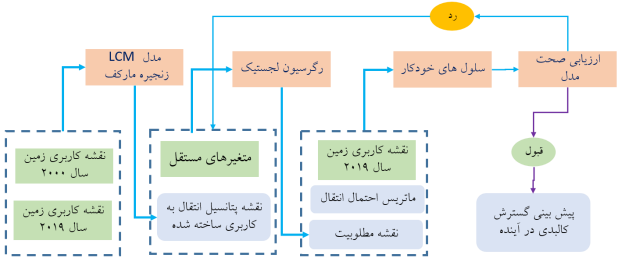 رد
مدل LCM
زنجیره مارکف
رگرسیون لجستیک
سلول های خودکار
ارزیابی صحت
مدل
نقشه کاربری زمین
سال ۲۰۰۰
نقشه کاربری زمین
سال ۲۰۱۹
متغیرهای مستقل
نقشه پتانسیل انتقال به
کاربری ساخته شده
نقشه کاربری زمین
سال ۲۰۱۹
ماتریس احتمال انتقال
نقشه مطلوبیت
قبول
پیش بینی گسترش
کالبدی در آینده